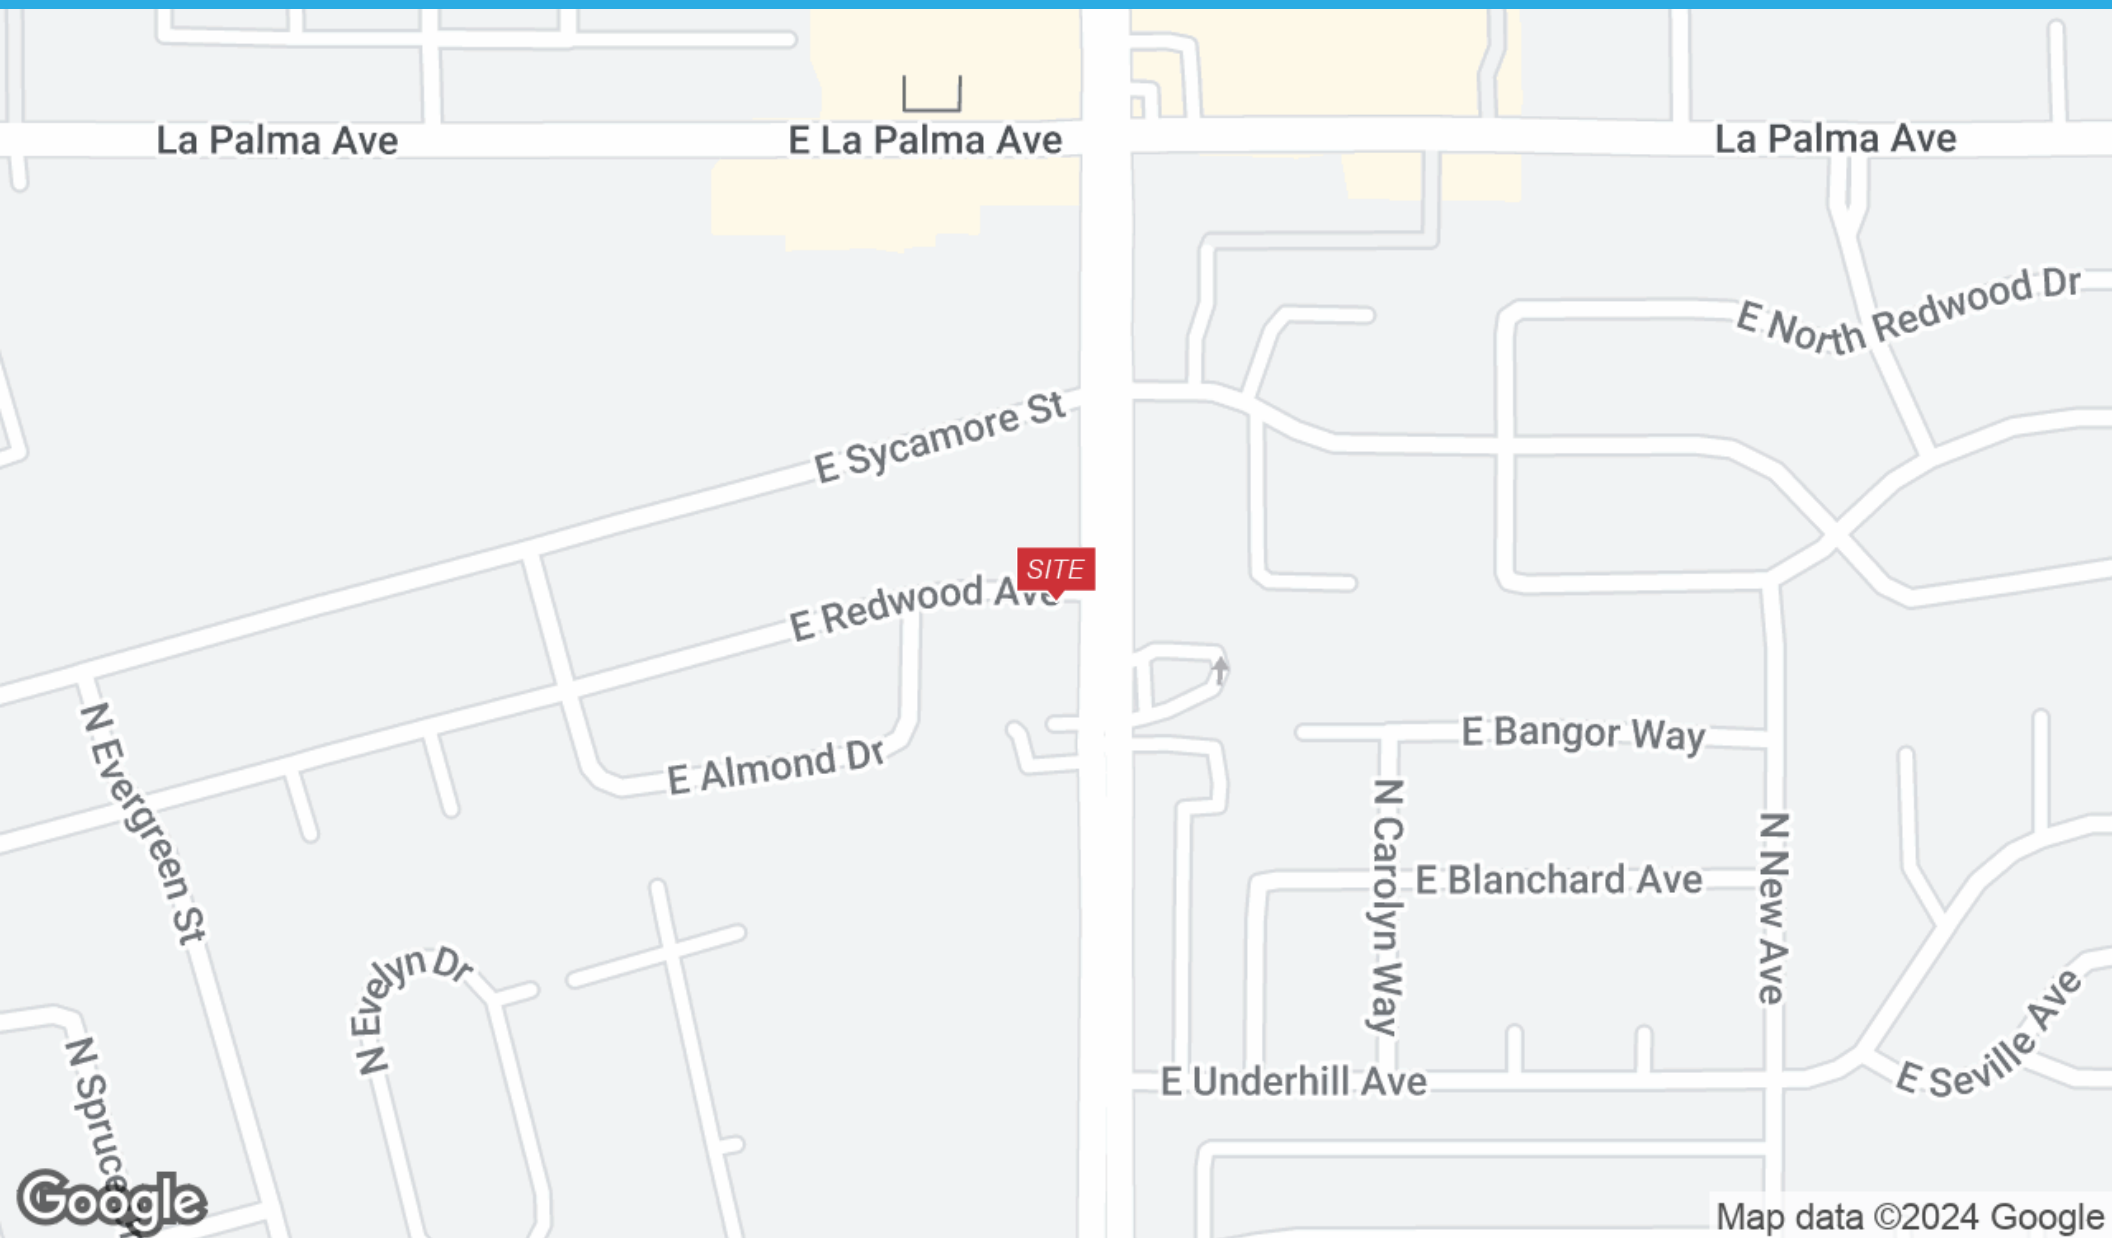 La Palma Ave
E La Palma Ave
La Palma Ave
E North Redwood Dr
E Sycamore St
SITE
E Redwood Ave
N Evergreen St
E Almond Dr
E Bangor Way
N Carolyn Way
N New Ave
E Blanchard Ave
N Evelyn Dr
E Seville Ave
N Spruce
E Underhill Ave
Google
Map data ©2024 Google